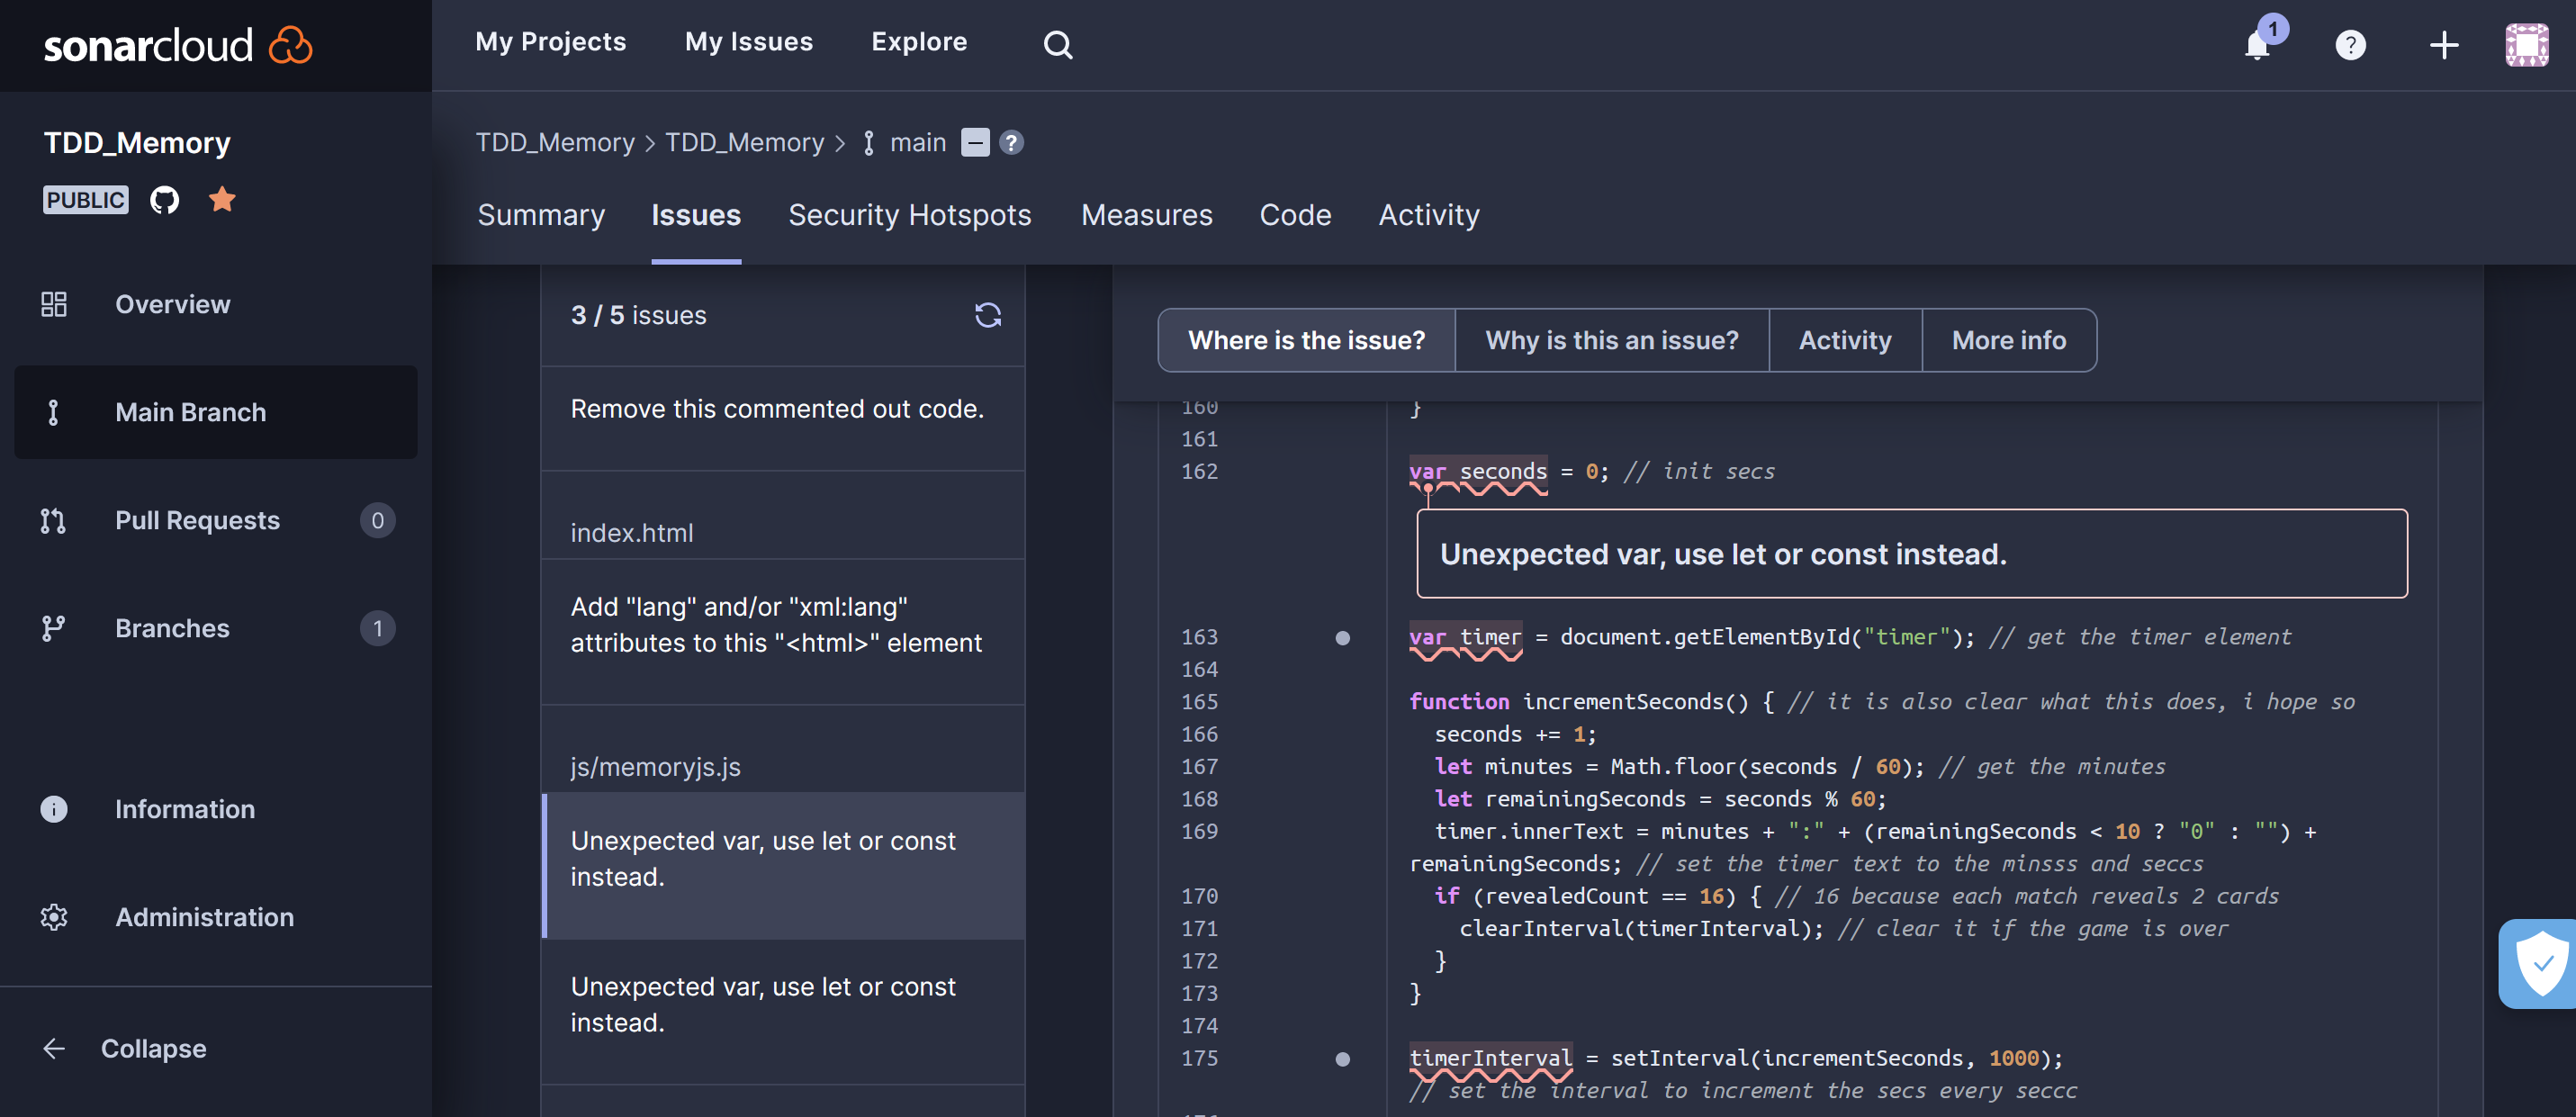 sonarcloud
My Projects
My Issues
Explore
1
?
TDD_Memory
PUBLIC
Overview
Main Branch
Pull Requests 0
Branches 1
Information
Administration
Collapse
TDD_Memory > TDD_Memory > main ?
Summary
Issues
Security Hotspots
Measures
Code
Activity
3 / 5 issues
Remove this commented out code.
index.html
Add "lang" and/or "xml:lang"
attributes to this "<html>" element
js/memoryjs.js
Unexpected var, use let or const
instead.
Unexpected var, use let or const
instead.
Where is the issue?
Why is this an issue?
Activity
More info
160 }
161
162 var seconds = 0; // init secs
Unexpected var, use let or const instead.
163 var timer = document.getElementById("timer"); // get the timer element
164
165 function incrementSeconds() { // it is also clear what this does, i hope so
166 seconds += 1;
167 let minutes = Math.floor(seconds / 60); // get the minutes
168 let remainingSeconds = seconds % 60;
169 timer.innerText = minutes + ":" + (remainingSeconds < 10 ? "0" : "") +
remainingSeconds; // set the timer text to the minsss and seccs
170 if (revealedCount == 16) { // 16 because each match reveals 2 cards
171 clearInterval(timerInterval); // clear it if the game is over
172 }
173 }
174
175 timerInterval = setInterval(incrementSeconds, 1000);
// set the interval to increment the secs every seccc